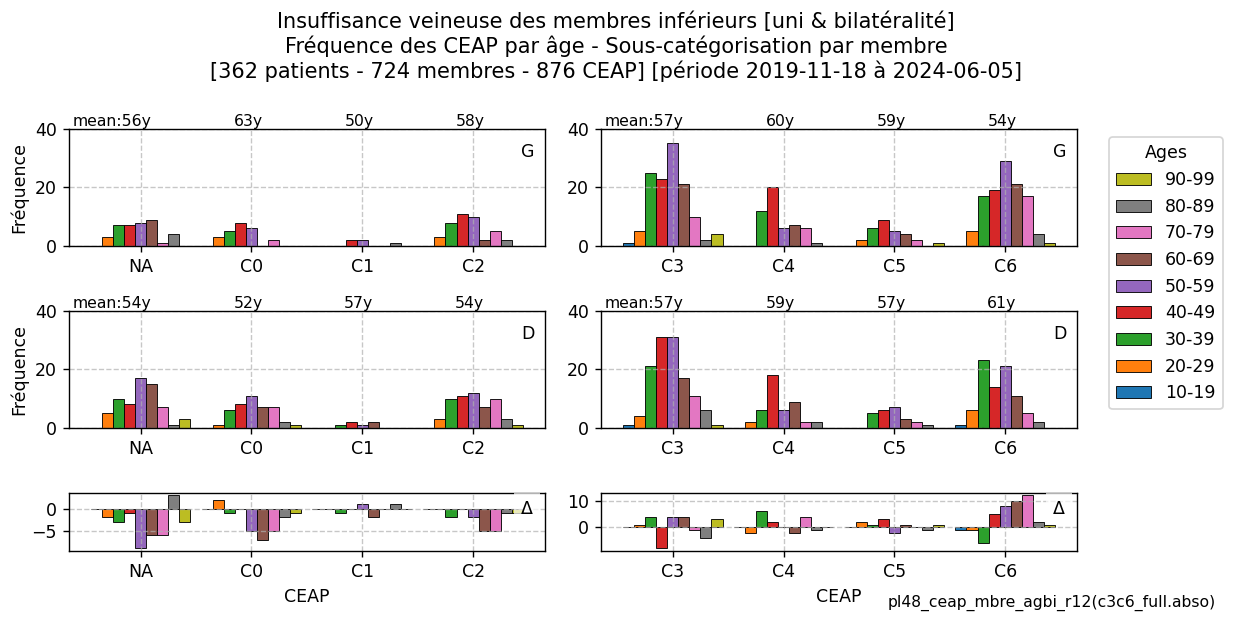 Insuffisance veineuse des membres inférieurs [uni & bilatéralité]
Fréquence des CEAP par âge - Sous-catégorisation par membre
[362 patients - 724 membres - 876 CEAP] [période 2019-11-18 à 2024-06-05]
mean:56y 63y 50y 58y
40
20
0
Fréquence
G
NA C0 C1 C2
mean:57y 60y 59y 54y
40
20
0
G
C3 C4 C5 C6
Ages
90-99
80-89
70-79
60-69
50-59
40-49
30-39
20-29
10-19
mean:54y 52y 57y 54y
40
20
0
Fréquence
D
NA C0 C1 C2
mean:57y 59y 57y 61y
40
20
0
D
C3 C4 C5 C6
0
−5
Δ
NA C0 C1 C2
CEAP
10
0
Δ
C3 C4 C5 C6
CEAP
pl48_ceap_mbre_agbi_r12(c3c6_full.abso)